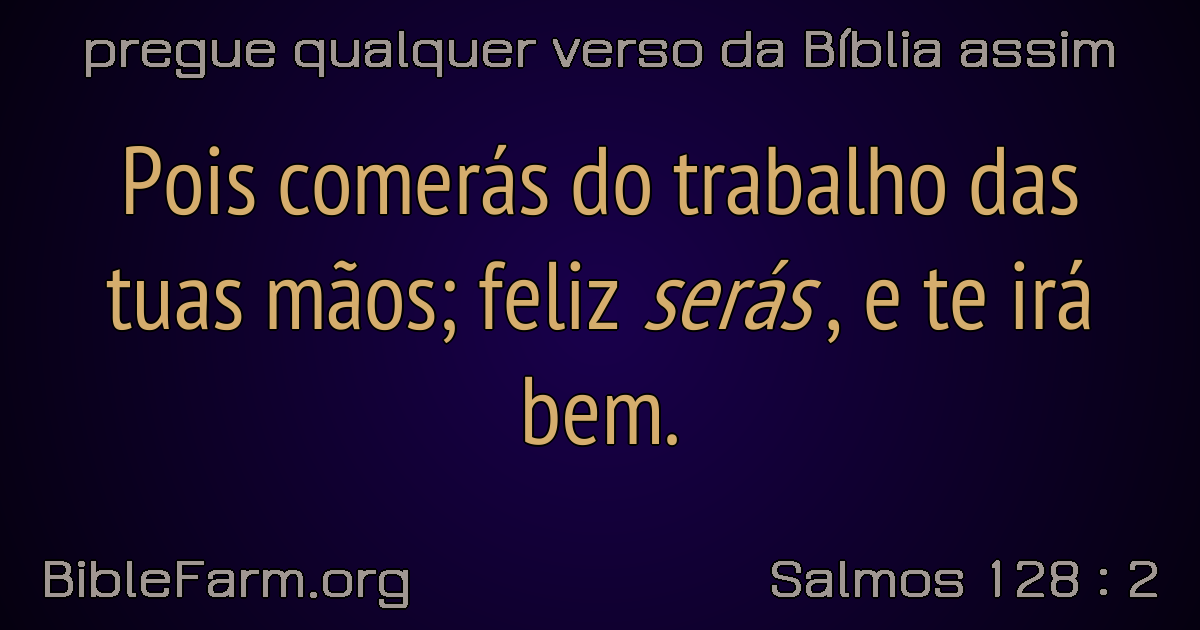 pregue qualquer verso da Bíblia assim
Pois comerás do trabalho das
tuas mãos; feliz serás, e te irá
bem.
BibleFarm.org
Salmos 128 : 2